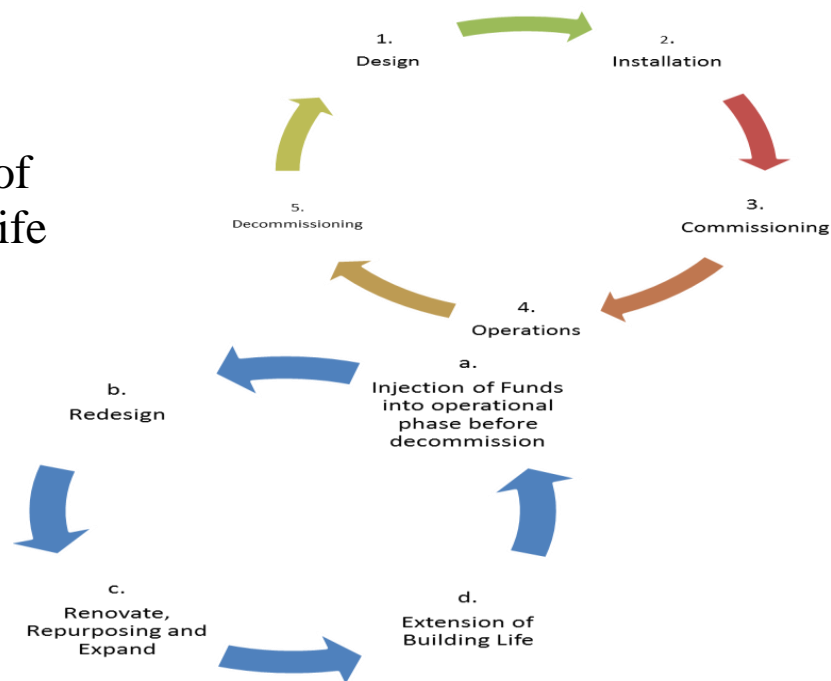 1.
Design
2.
Installation
of
ife
5.
Decommissioning
3.
Commissioning
4.
Operations
a.
Injection of Funds
into operational
phase before
decommission
b.
Redesign
c.
Renovate,
Repurposing and
Expand
d.
Extension of
Building Life